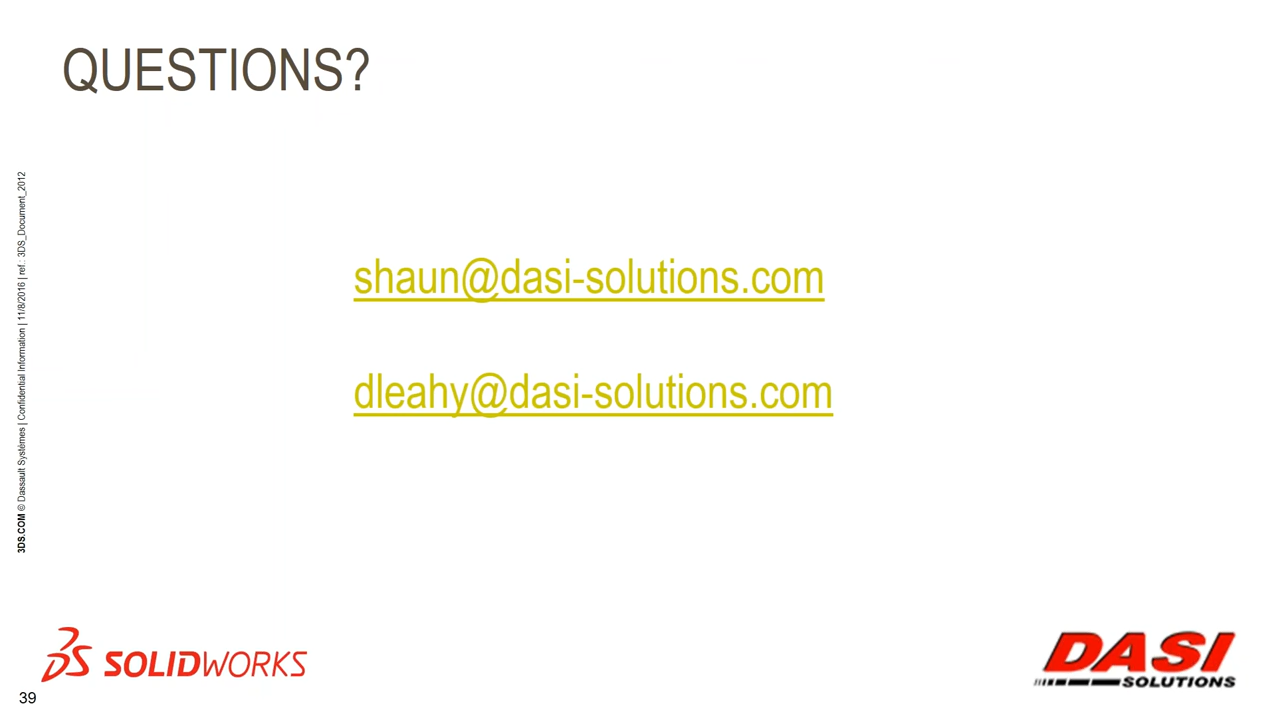 QUESTIONS?
3DS.COM © Dassault Systèmes | Confidential Information | 11/8/2016 | ref.: 3DS_Document_2012
shaun@dasi-solutions.com
dleahy@dasi-solutions.com
3DS SOLIDWORKS
DASI
SOLUTIONS
39